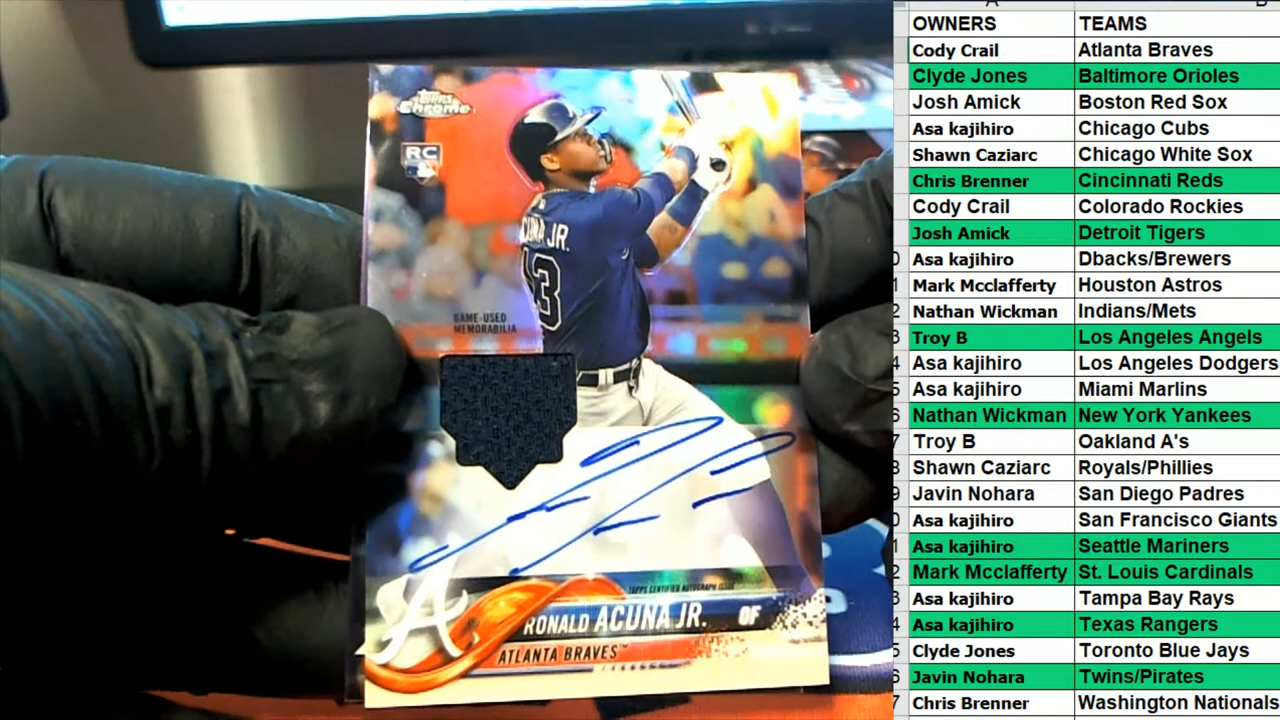 Topps
Chrome
RC
ACUNA JR.
13
GAME-USED
MEMORABILIA
TOPPS CERTIFIED AUTOGRAPH ISSUE
RONALD ACUNA JR. OF
ATLANTA BRAVES™
OWNERS TEAMS
Cody Crail Atlanta Braves
Clyde Jones Baltimore Orioles
Josh Amick Boston Red Sox
Asa kajihiro Chicago Cubs
Shawn Caziarc Chicago White Sox
Chris Brenner Cincinnati Reds
Cody Crail Colorado Rockies
Josh Amick Detroit Tigers
Asa kajihiro Dbacks/Brewers
Mark Mcclafferty Houston Astros
Nathan Wickman Indians/Mets
Troy B Los Angeles Angels
Asa kajihiro Los Angeles Dodgers
Asa kajihiro Miami Marlins
Nathan Wickman New York Yankees
Troy B Oakland A's
Shawn Caziarc Royals/Phillies
Javin Nohara San Diego Padres
Asa kajihiro San Francisco Giants
Asa kajihiro Seattle Mariners
Mark Mcclafferty St. Louis Cardinals
Asa kajihiro Tampa Bay Rays
Asa kajihiro Texas Rangers
Clyde Jones Toronto Blue Jays
Javin Nohara Twins/Pirates
Chris Brenner Washington Nationals